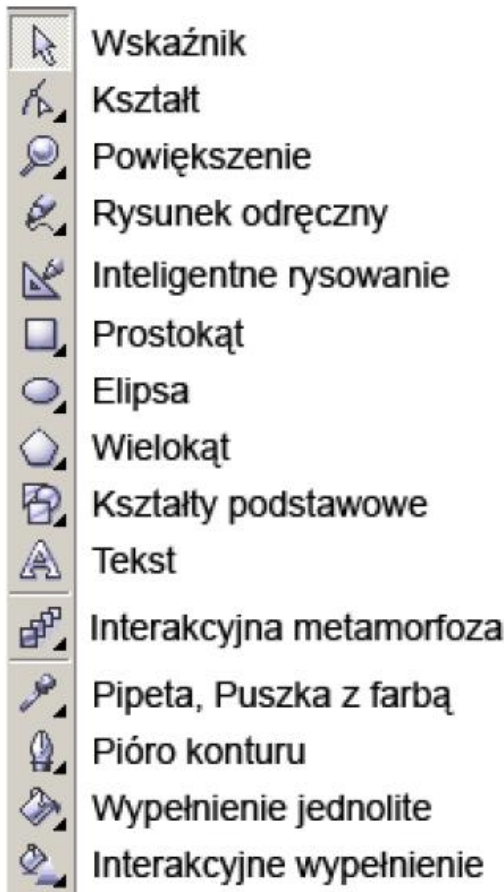 Wskaźnik
Kształt
Powiększenie
Rysunek odręczny
Inteligentne rysowanie
Prostokąt
Elipsa
Wielokąt
Kształty podstawowe
Tekst
Interakcyjna metamorfoza
Pipeta, Puszka z farbą
Pióro konturu
Wypełnienie jednolite
Interakcyjne wypełnienie